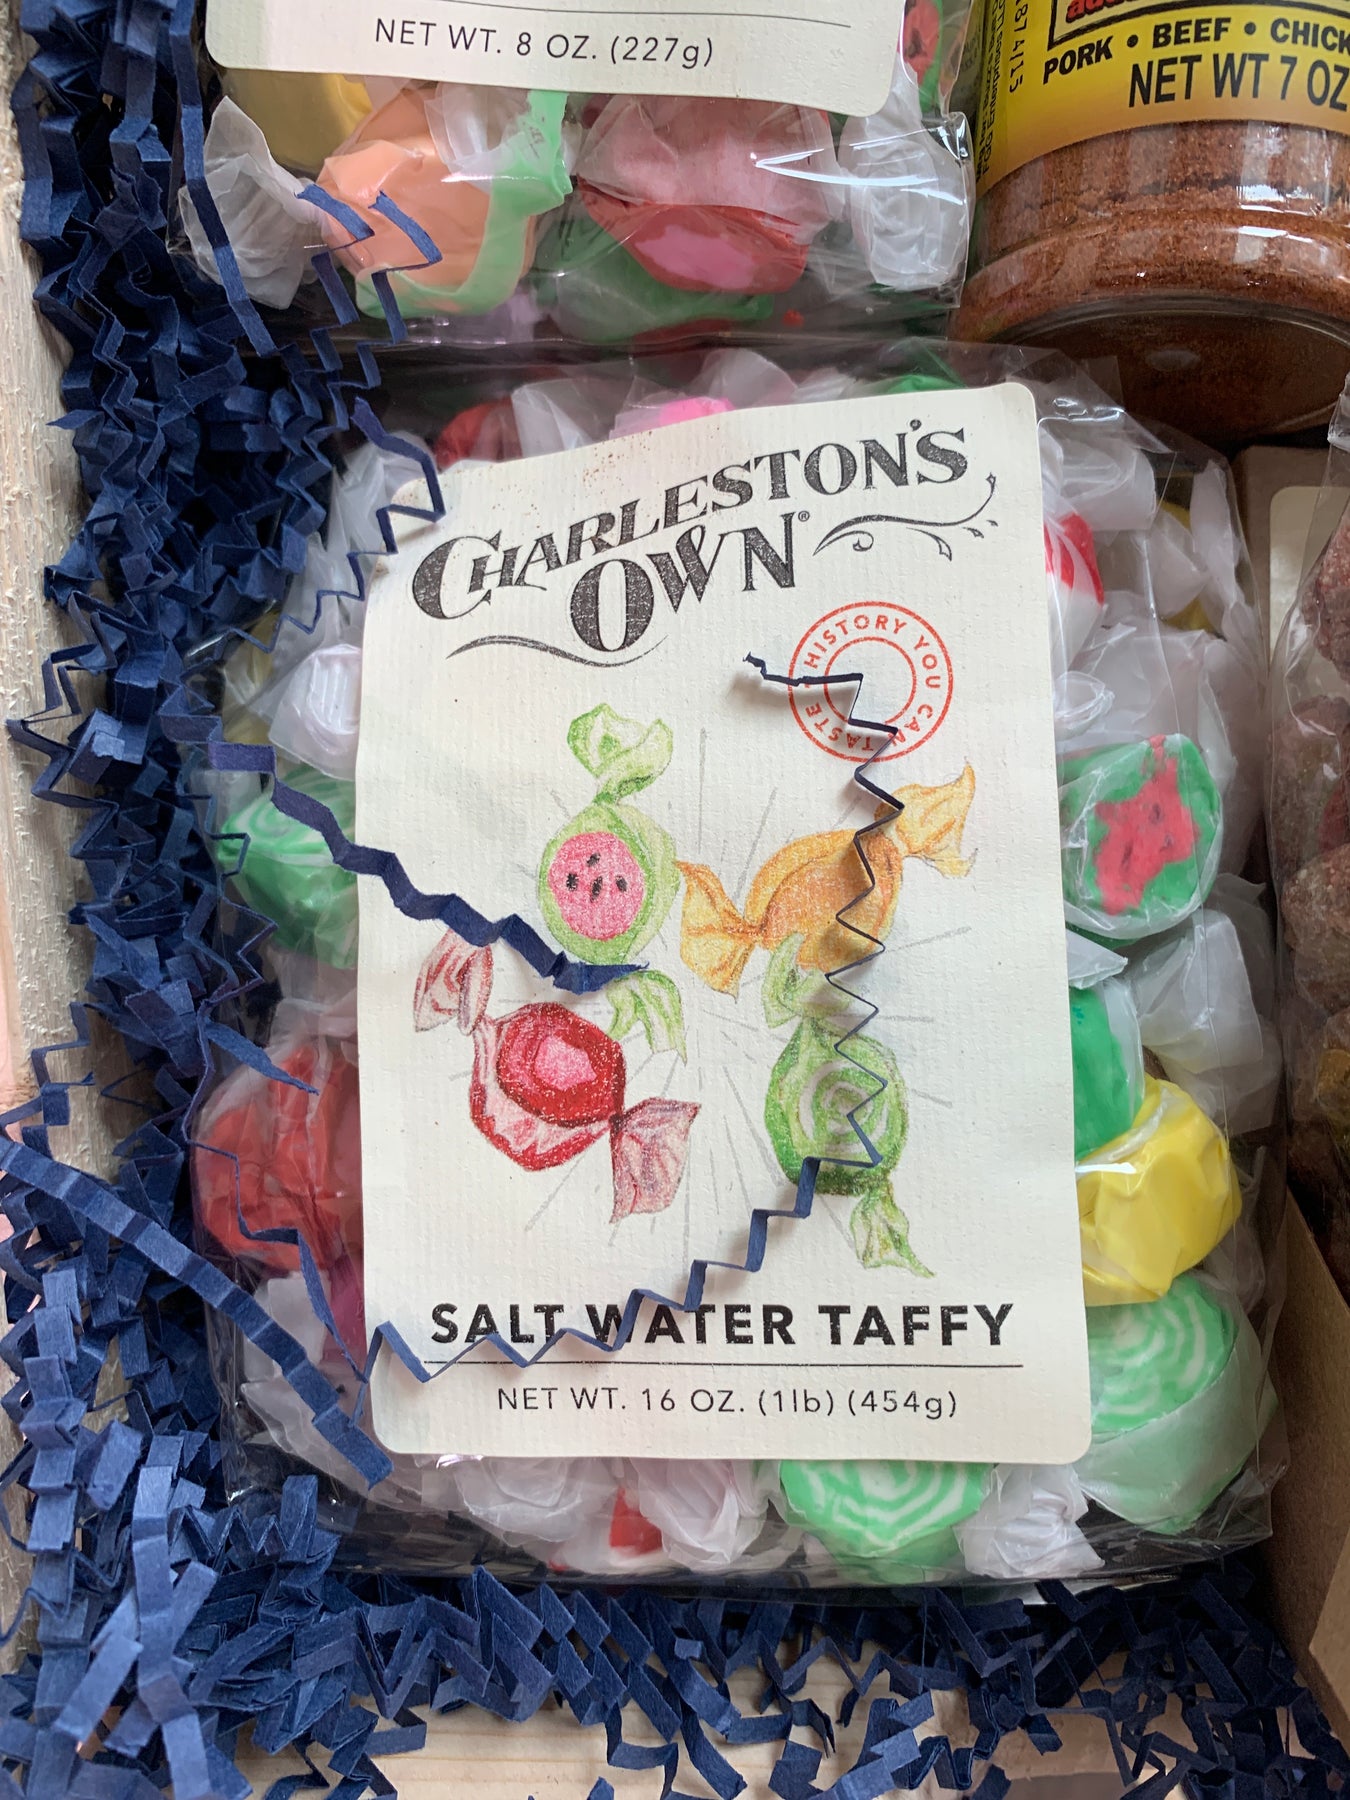 NET WT. 8 OZ. (227g)
PORK • BEEF •
NET WT 7 OZ
CHARLESTON'S
OWN®
HISTORY YOU CAN TASTE
SALT WATER TAFFY
NET WT. 16 OZ. (1lb) (454g)